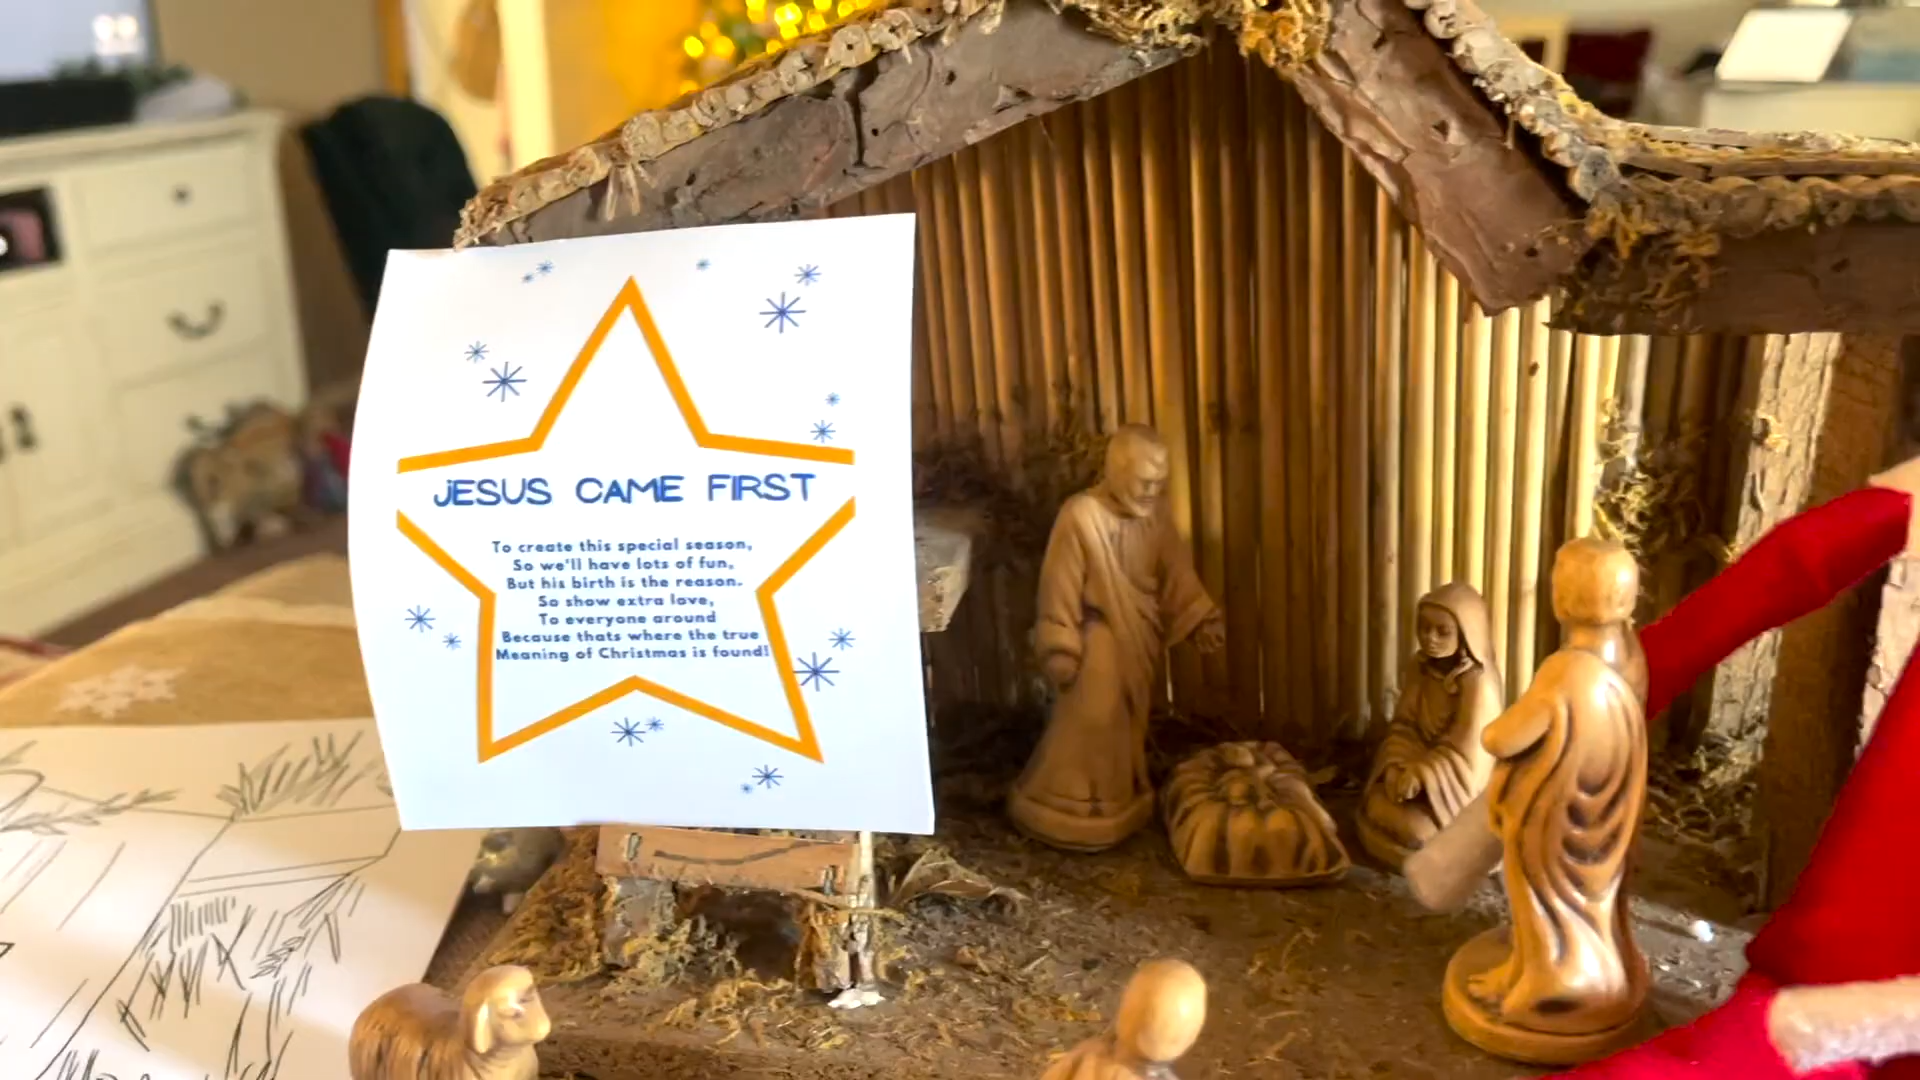 JESUS CAME FIRST
To create this special season,
So we'll have lots of fun,
But his birth is the reason.
So show extra love,
To everyone around
Because thats where the true
Meaning of Christmas is found!